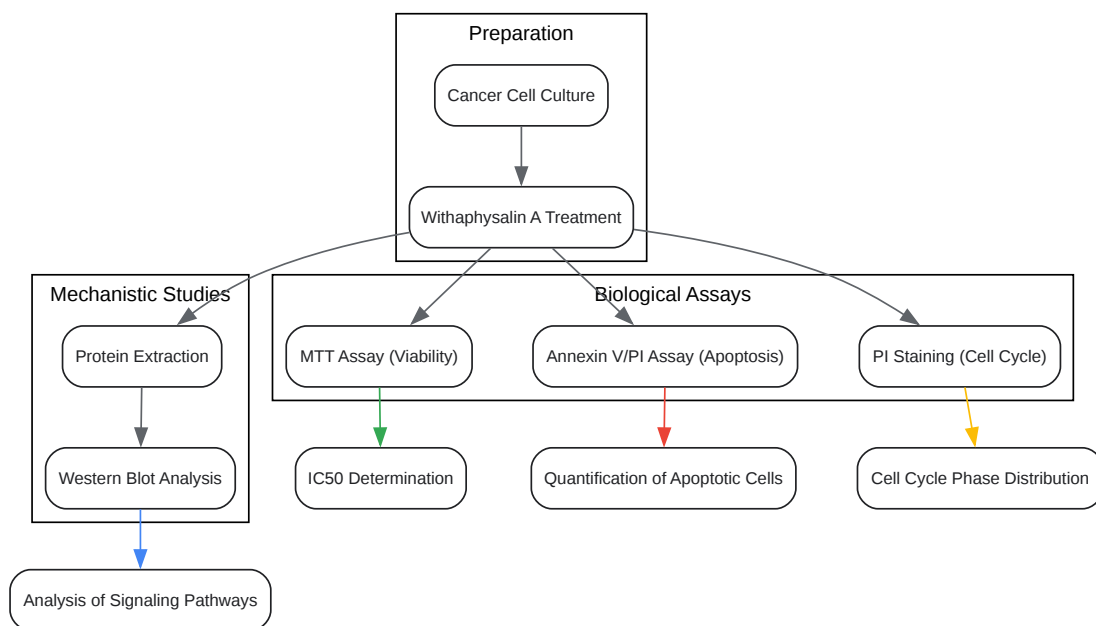 Preparation
Cancer Cell Culture
Withaphysalin A Treatment
Mechanistic Studies
Biological Assays
Protein Extraction
MTT Assay (Viability)
Annexin V/PI Assay (Apoptosis)
PI Staining (Cell Cycle)
Western Blot Analysis
IC50 Determination
Quantification of Apoptotic Cells
Cell Cycle Phase Distribution
Analysis of Signaling Pathways